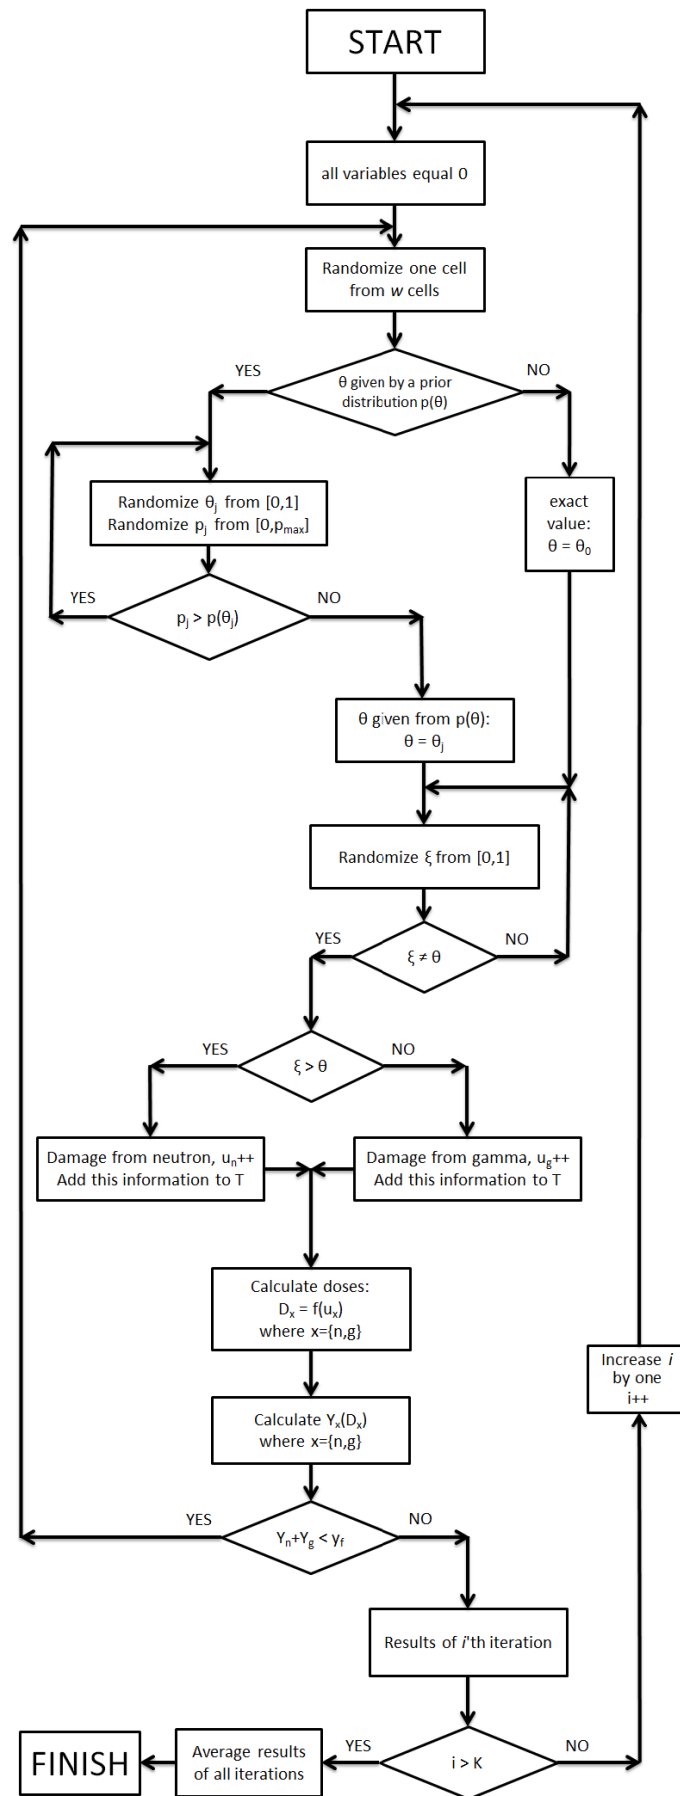 START
all variables equal 0
Randomize one cell
from w cells
YES
θ given by a prior
distribution p(θ)
NO
Randomize θj from [0,1]
Randomize pj from [0,pmax]
exact
value:
θ = θ0
YES
pj > p(θj)
NO
θ given from p(θ):
θ = θj
Randomize ξ from [0,1]
YES
ξ ≠ θ
NO
YES
ξ > θ
NO
Damage from neutron, un++
Add this information to T
Damage from gamma, ug++
Add this information to T
Calculate doses:
Dx = f(ux)
where x={n,g}
Increase i
by one
i++
Calculate Yx(Dx)
where x={n,g}
YES
Yn+Yg < yf
NO
Results of i'th iteration
FINISH
Average results
of all iterations
YES
i > K
NO